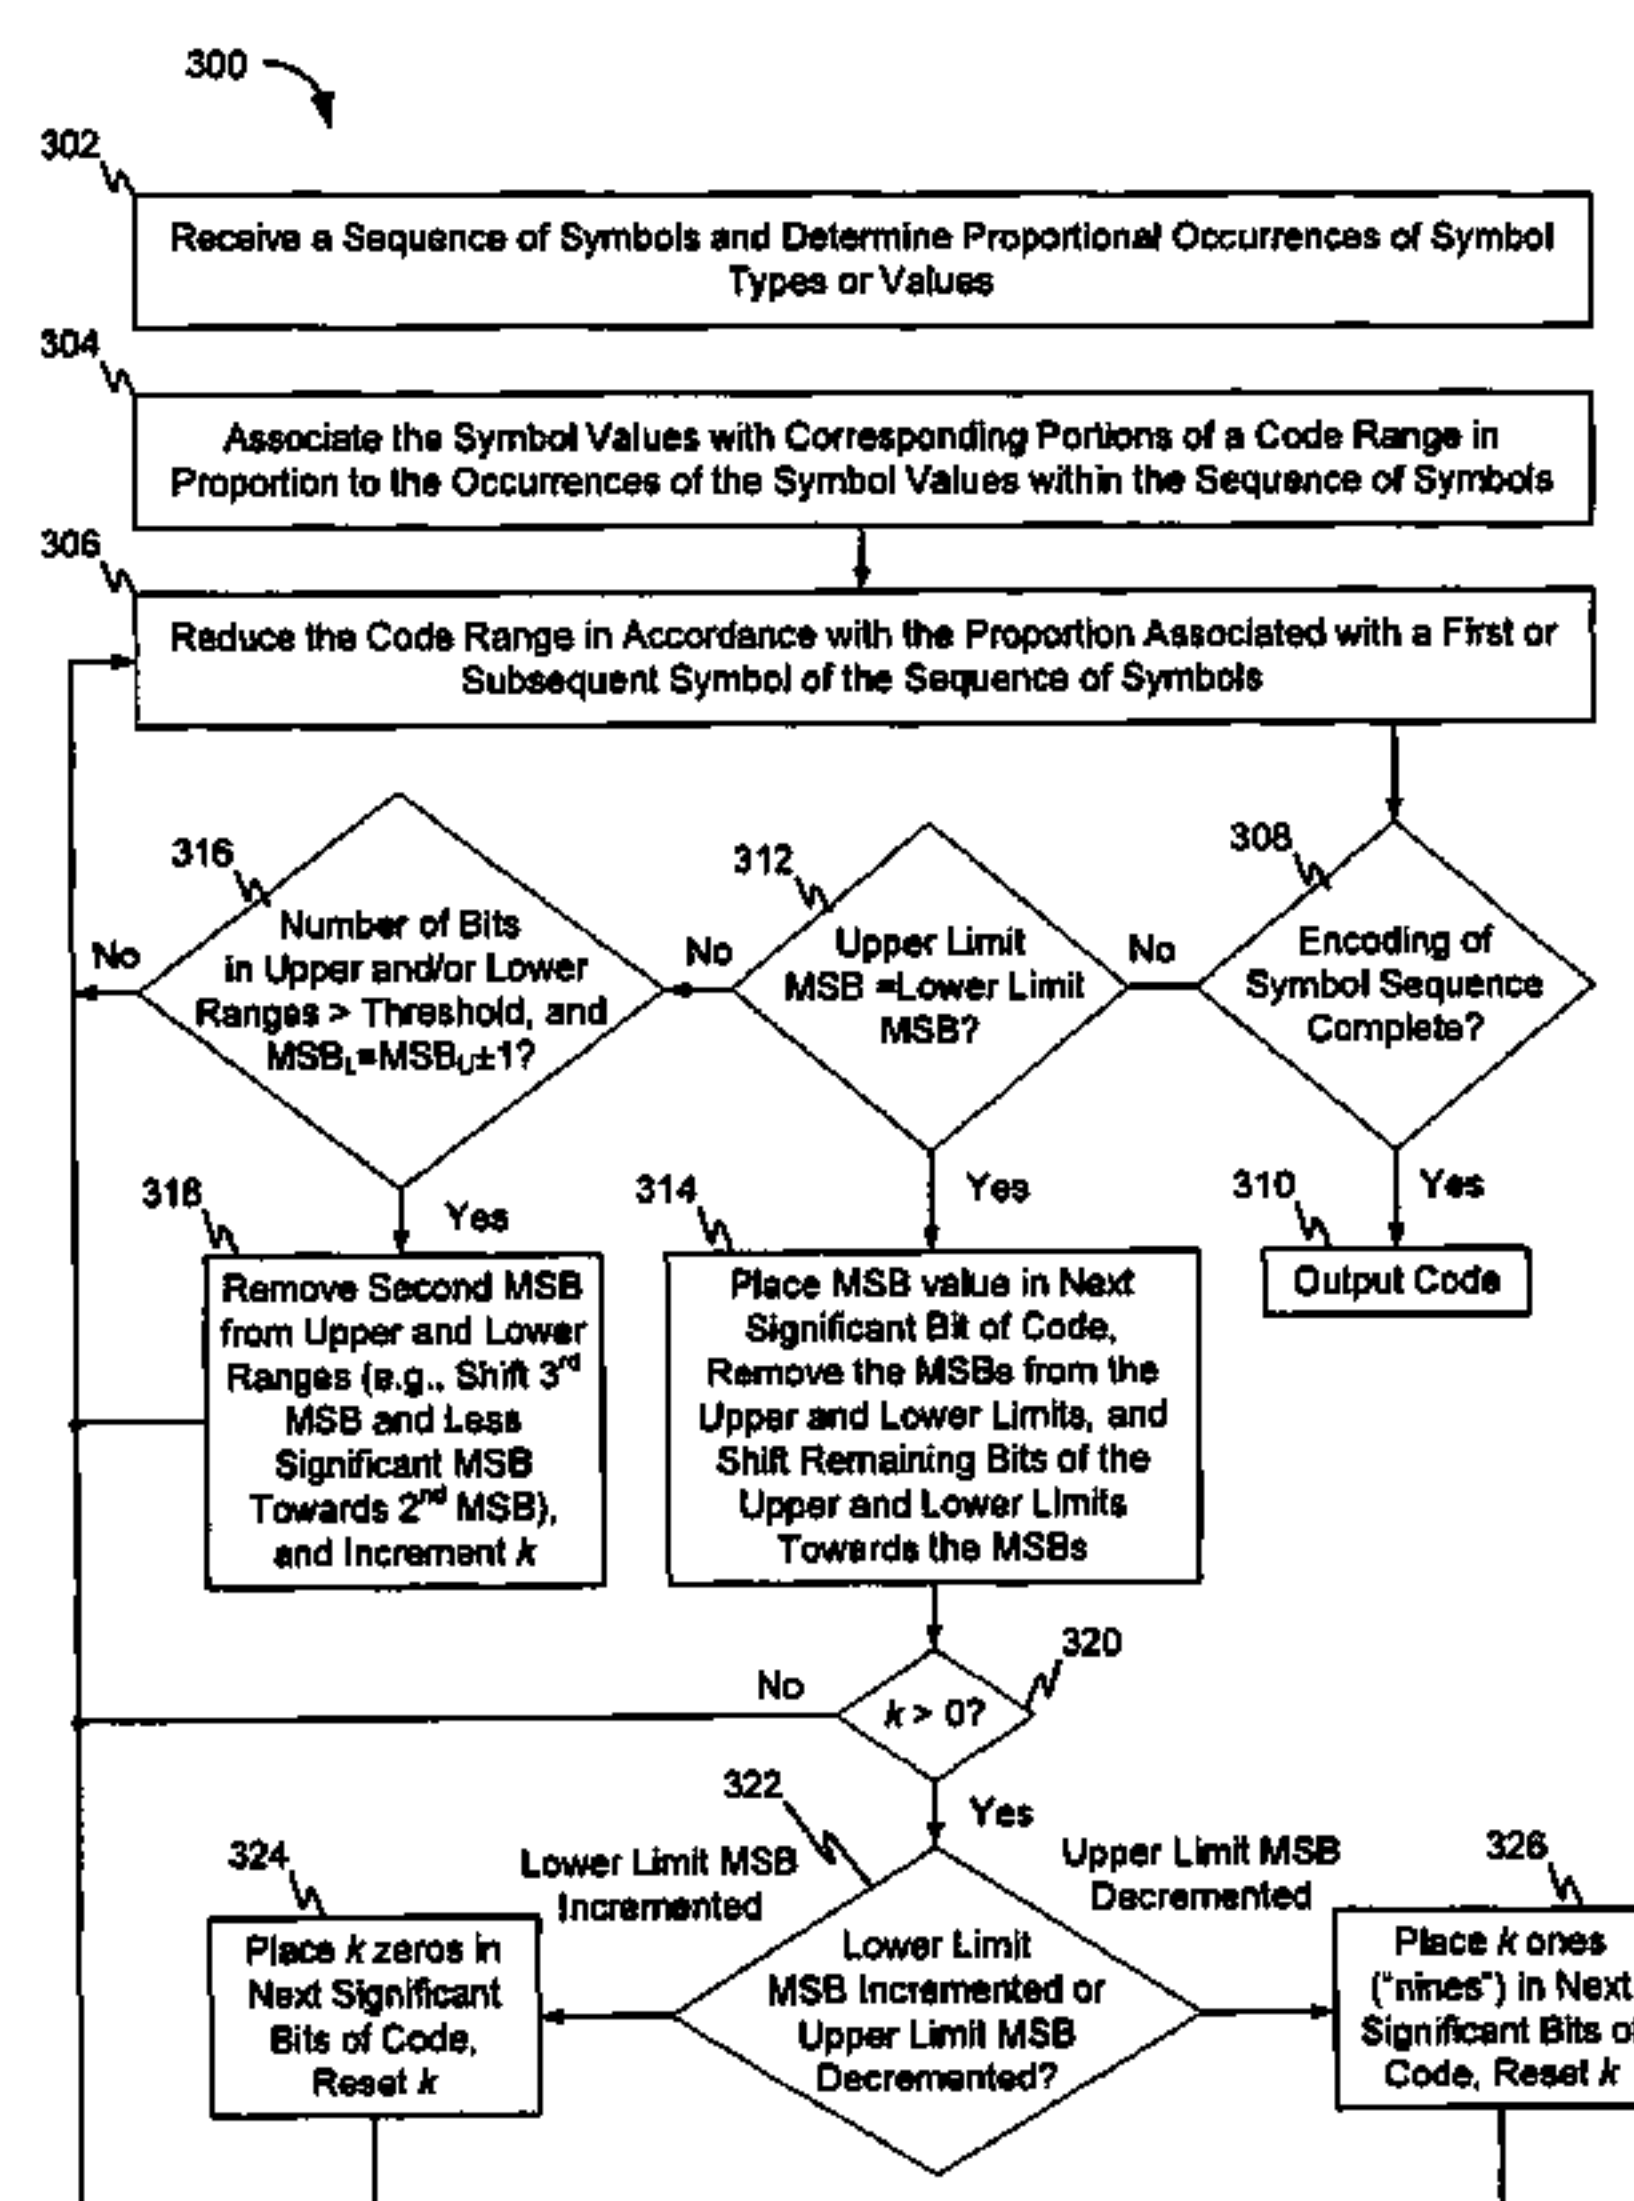 300
302
Receive a Sequence of Symbols and Determine Proportional Occurrences of Symbol
Types or Values
304
Associate the Symbol Values with Corresponding Portions of a Code Range in
Proportion to the Occurrences of the Symbol Values within the Sequence of Symbols
306
Reduce the Code Range in Accordance with the Proportion Associated with a First or
Subsequent Symbol of the Sequence of Symbols
316
Number of Bits
in Upper and/or Lower
Ranges > Threshold, and
MSBL=MSBU±1?
No
312
Upper Limit
MSB =Lower Limit
MSB?
No
308
Encoding of
Symbol Sequence
Complete?
No
318
Yes
Remove Second MSB
from Upper and Lower
Ranges (e.g., Shift 3rd
MSB and Less
Significant MSB
Towards 2nd MSB),
and Increment k
314
Yes
Place MSB value in Next
Significant Bit of Code,
Remove the MSBs from the
Upper and Lower Limits, and
Shift Remaining Bits of the
Upper and Lower Limits
Towards the MSBs
310
Yes
Output Code
320
No
k > 0?
322
Yes
324
Lower Limit MSB
Incremented
Upper Limit MSB
Decremented
326
Place k zeros in
Next Significant
Bits of Code,
Reset k
Lower Limit
MSB Incremented or
Upper Limit MSB
Decremented?
Place k ones
("nines") in Next
Significant Bits of
Code, Reset k